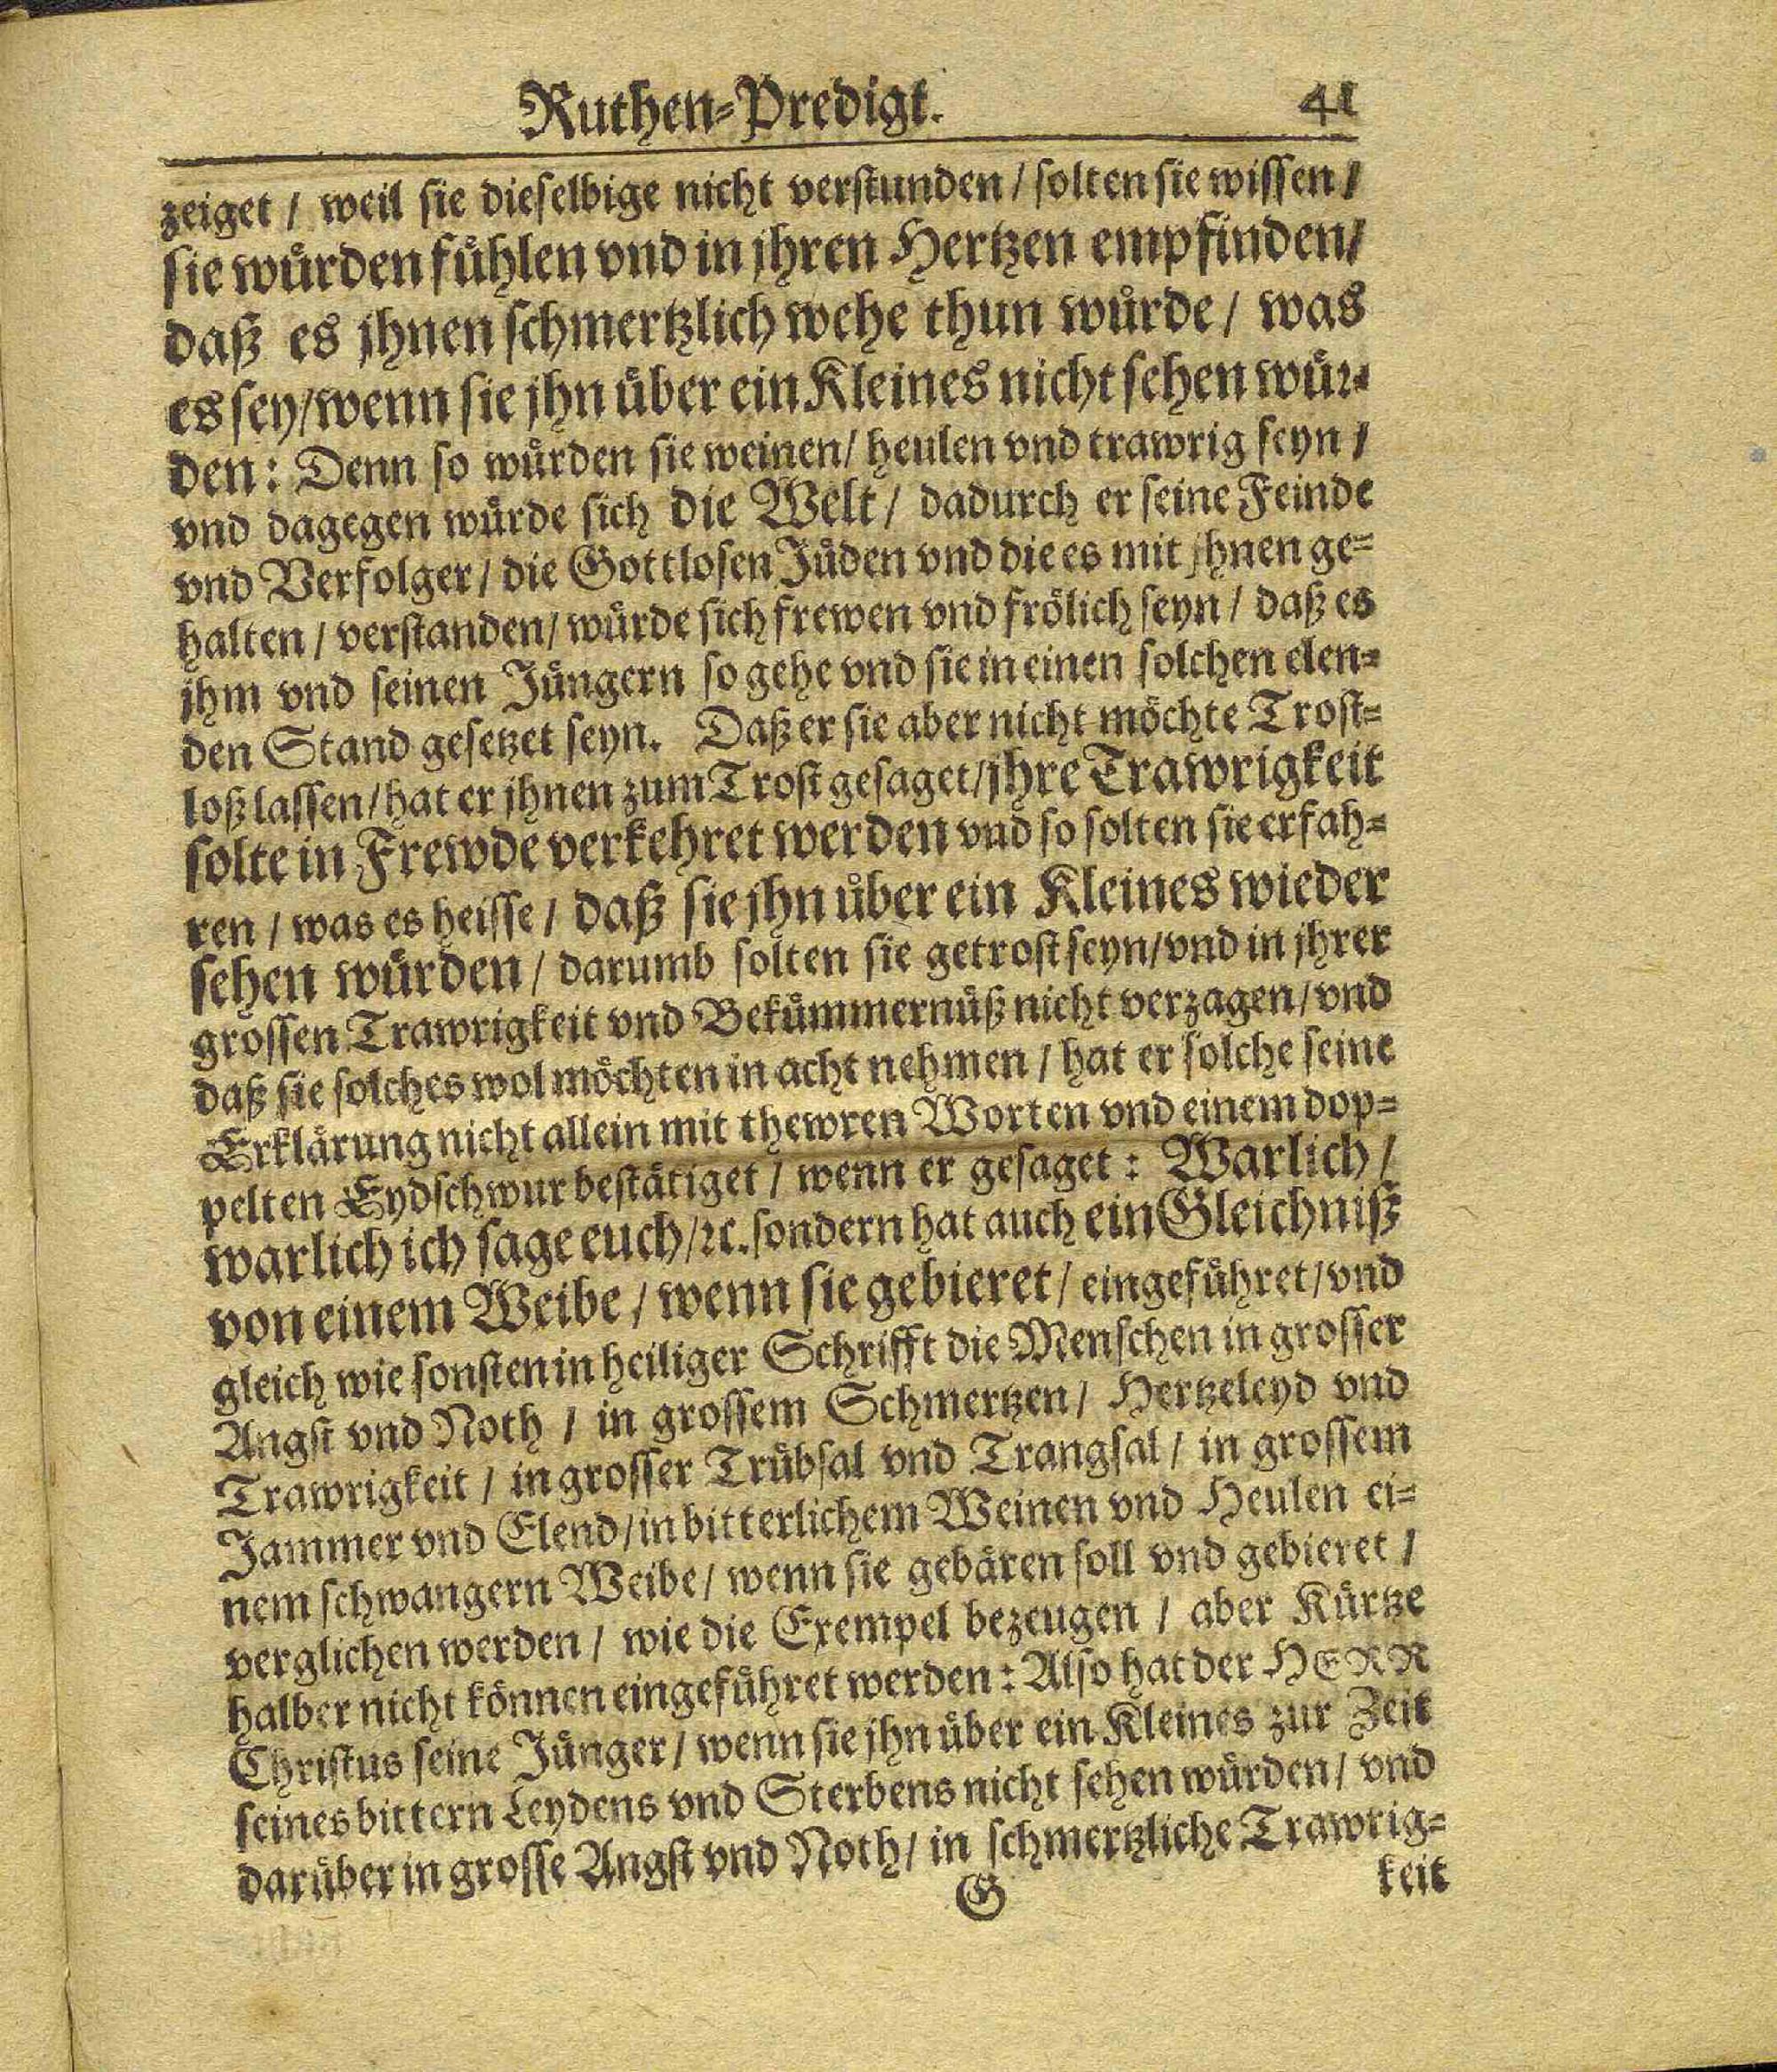 Ruthen-Predigt. 41
zeiget / weil sie dieselbige nicht verstunden / solten sie wissen /
sie würden fühlen vnd in jhren Hertzen empfinden /
daß es jhnen schmertzlich wehe thun würde / was
es sey / wenn sie jhn über ein Kleines nicht sehen wür-
den: Denn so würden sie weinen / heulen vnd trawrig seyn /
vnd dagegen würde sich die Welt / dadurch er seine Feinde
vnd Verfolger / die Gottlosen Jüden vnd die es mit jhnen ge-
halten / verstanden / würde sich frewen vnd frölich seyn / daß es
jhm vnd seinen Jüngern so gehe vnd sie in einen solchen elen-
den Stand gesetzet seyn. Daß er sie aber nicht möchte Trost-
loß lassen / hat er jhnen zum Trost gesaget / jhre Trawrigkeit
solte in Frewde verkehret werden vnd so solten sie erfah-
ren / was es heisse / daß sie jhn über ein Kleines wieder
sehen würden / darumb solten sie getrost seyn / vnd in jhrer
grossen Trawrigkeit vnd Bekümmernüß nicht verzagen / vnd
daß sie solches wol möchten in acht nehmen / hat er solche seine
Erklärung nicht allein mit thewren Worten vnd einem dop-
pelten Eydschwur bestätiget / wenn er gesaget: Warlich /
warlich ich sage euch / ꝛc. sondern hat auch ein Gleichniß
von einem Weibe / wenn sie gebieret / eingeführet / vnd
gleich wie sonsten in heiliger Schrifft die Menschen in grosser
Angst vnd Noth / in grossem Schmertzen / Hertzeleyd vnd
Trawrigkeit / in grosser Trübsal vnd Trangsal / in grossem
Jammer vnd Elend / in bitterlichem Weinen vnd Heulen ei-
nem schwangern Weibe / wenn sie gebären soll vnd gebieret /
verglichen werden / wie die Exempel bezeugen / aber Kürtze
halber nicht können eingeführet werden: Also hat der HERR
Christus seine Jünger / wenn sie jhn über ein Kleines zur Zeit
seines bittern Leydens vnd Sterbens nicht sehen würden / vnd
darüber in grosse Angst vnd Noth / in schmertzliche Trawrig-
G keit